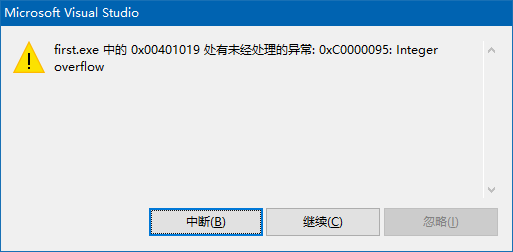 Microsoft Visual Studio
first.exe 中的 0x00401019 处有未经处理的异常: 0xC0000095: Integer
overflow
中断(B)
继续(C)
忽略(I)